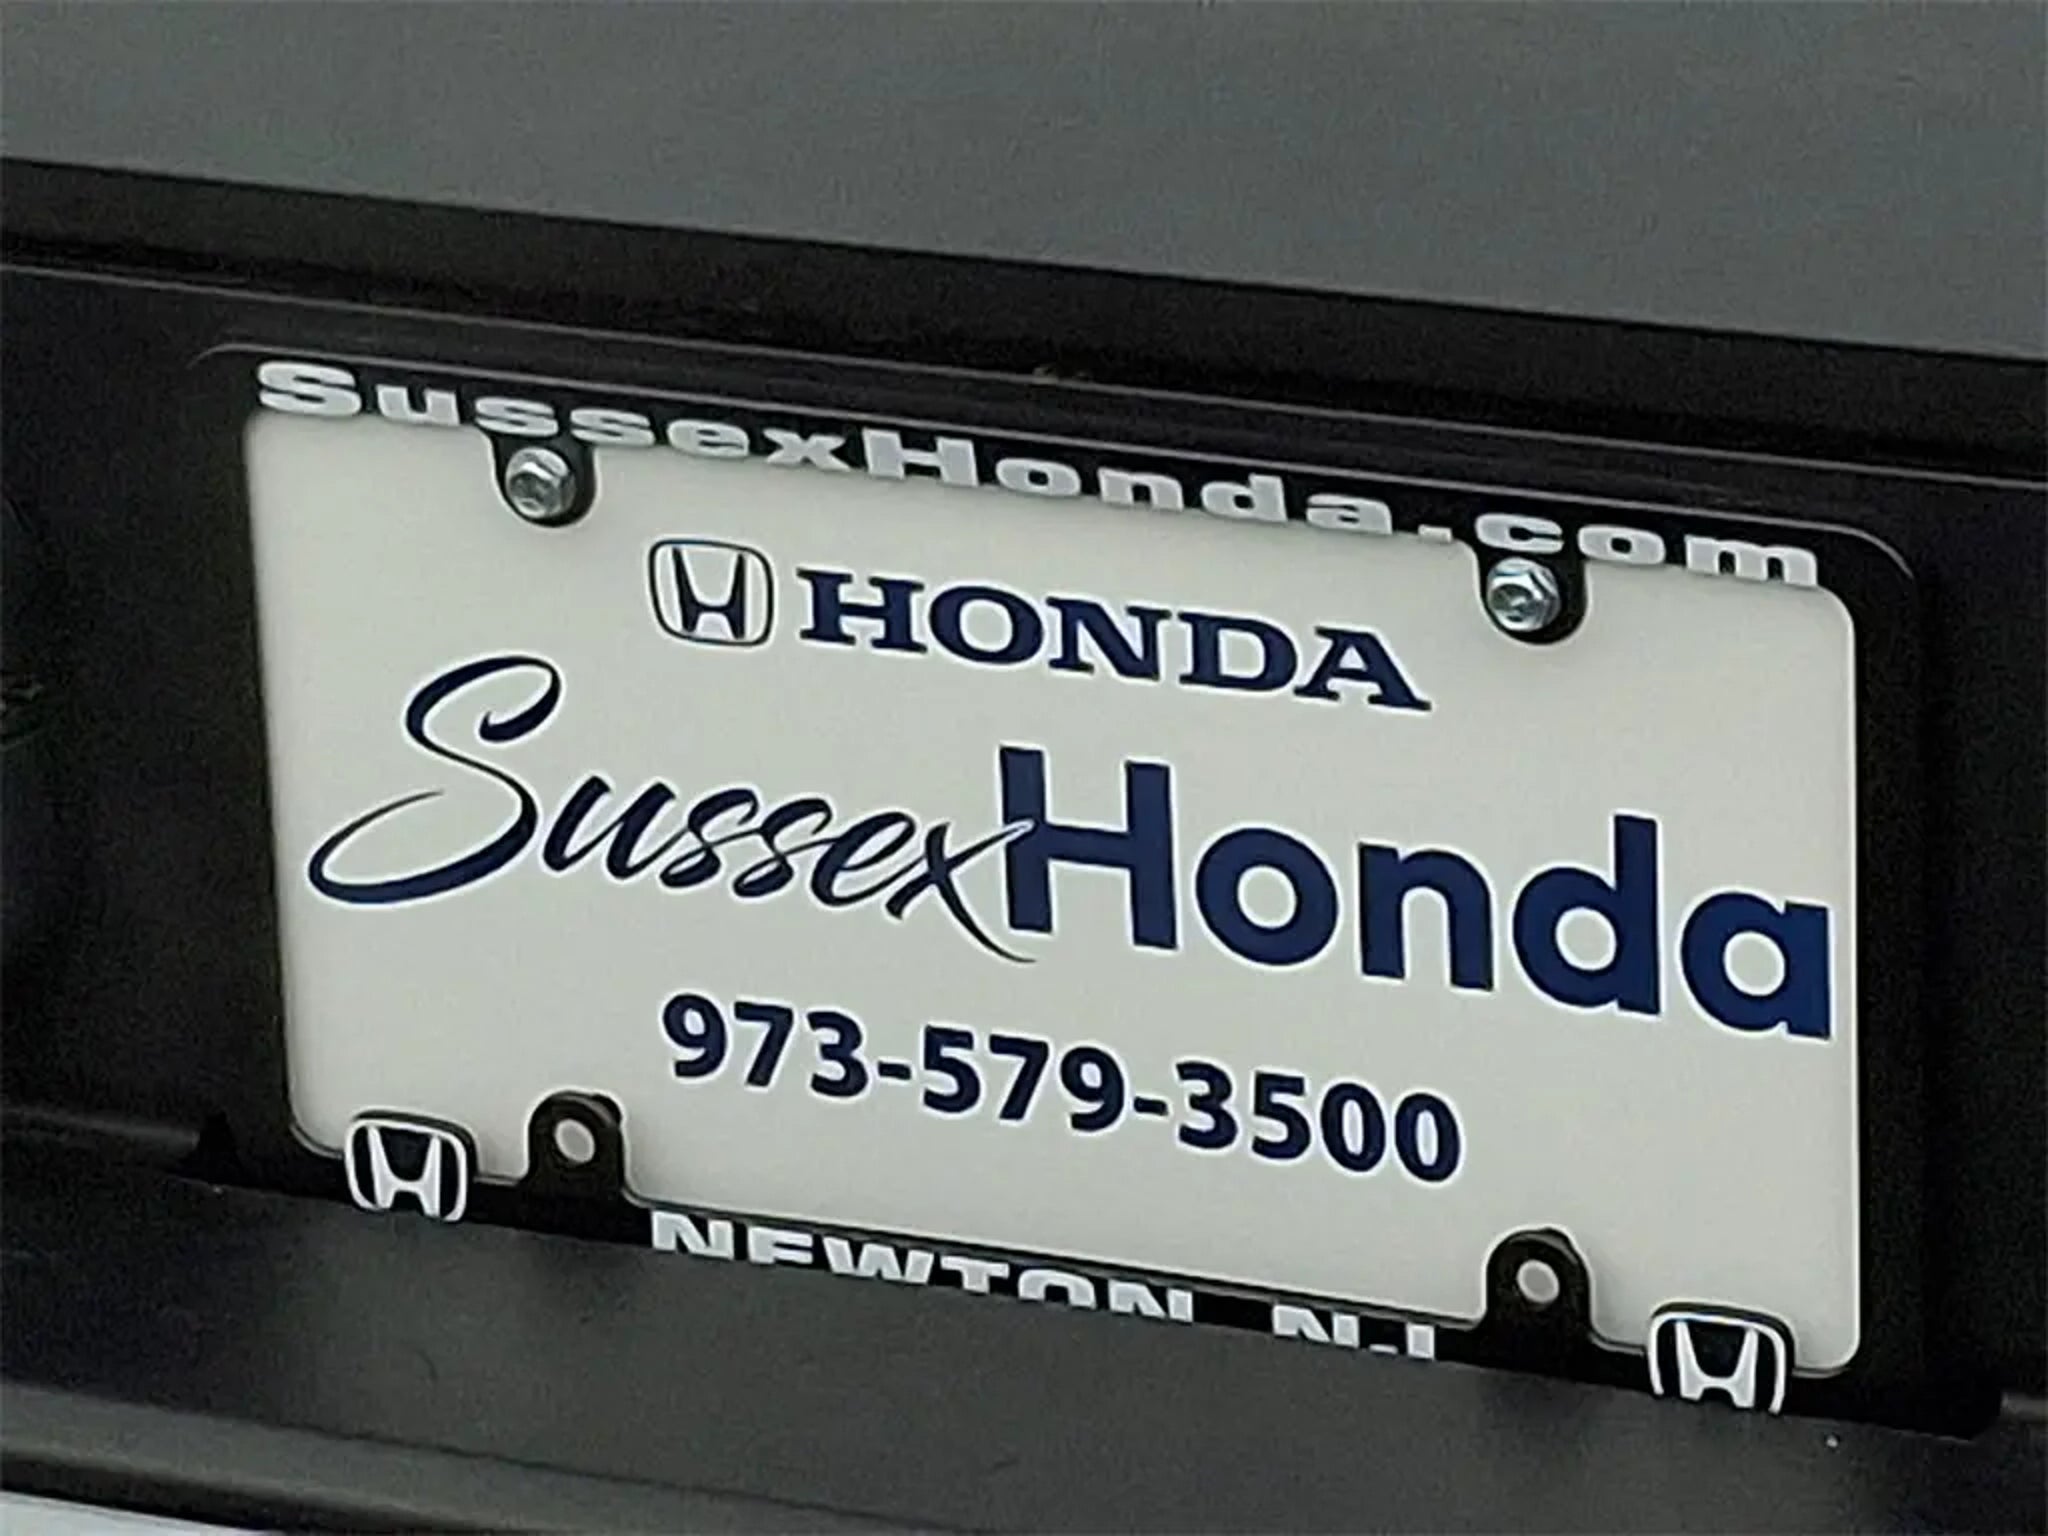 SussexHonda.com
HONDA
SussexHonda
973-579-3500
NEWTON, NJ